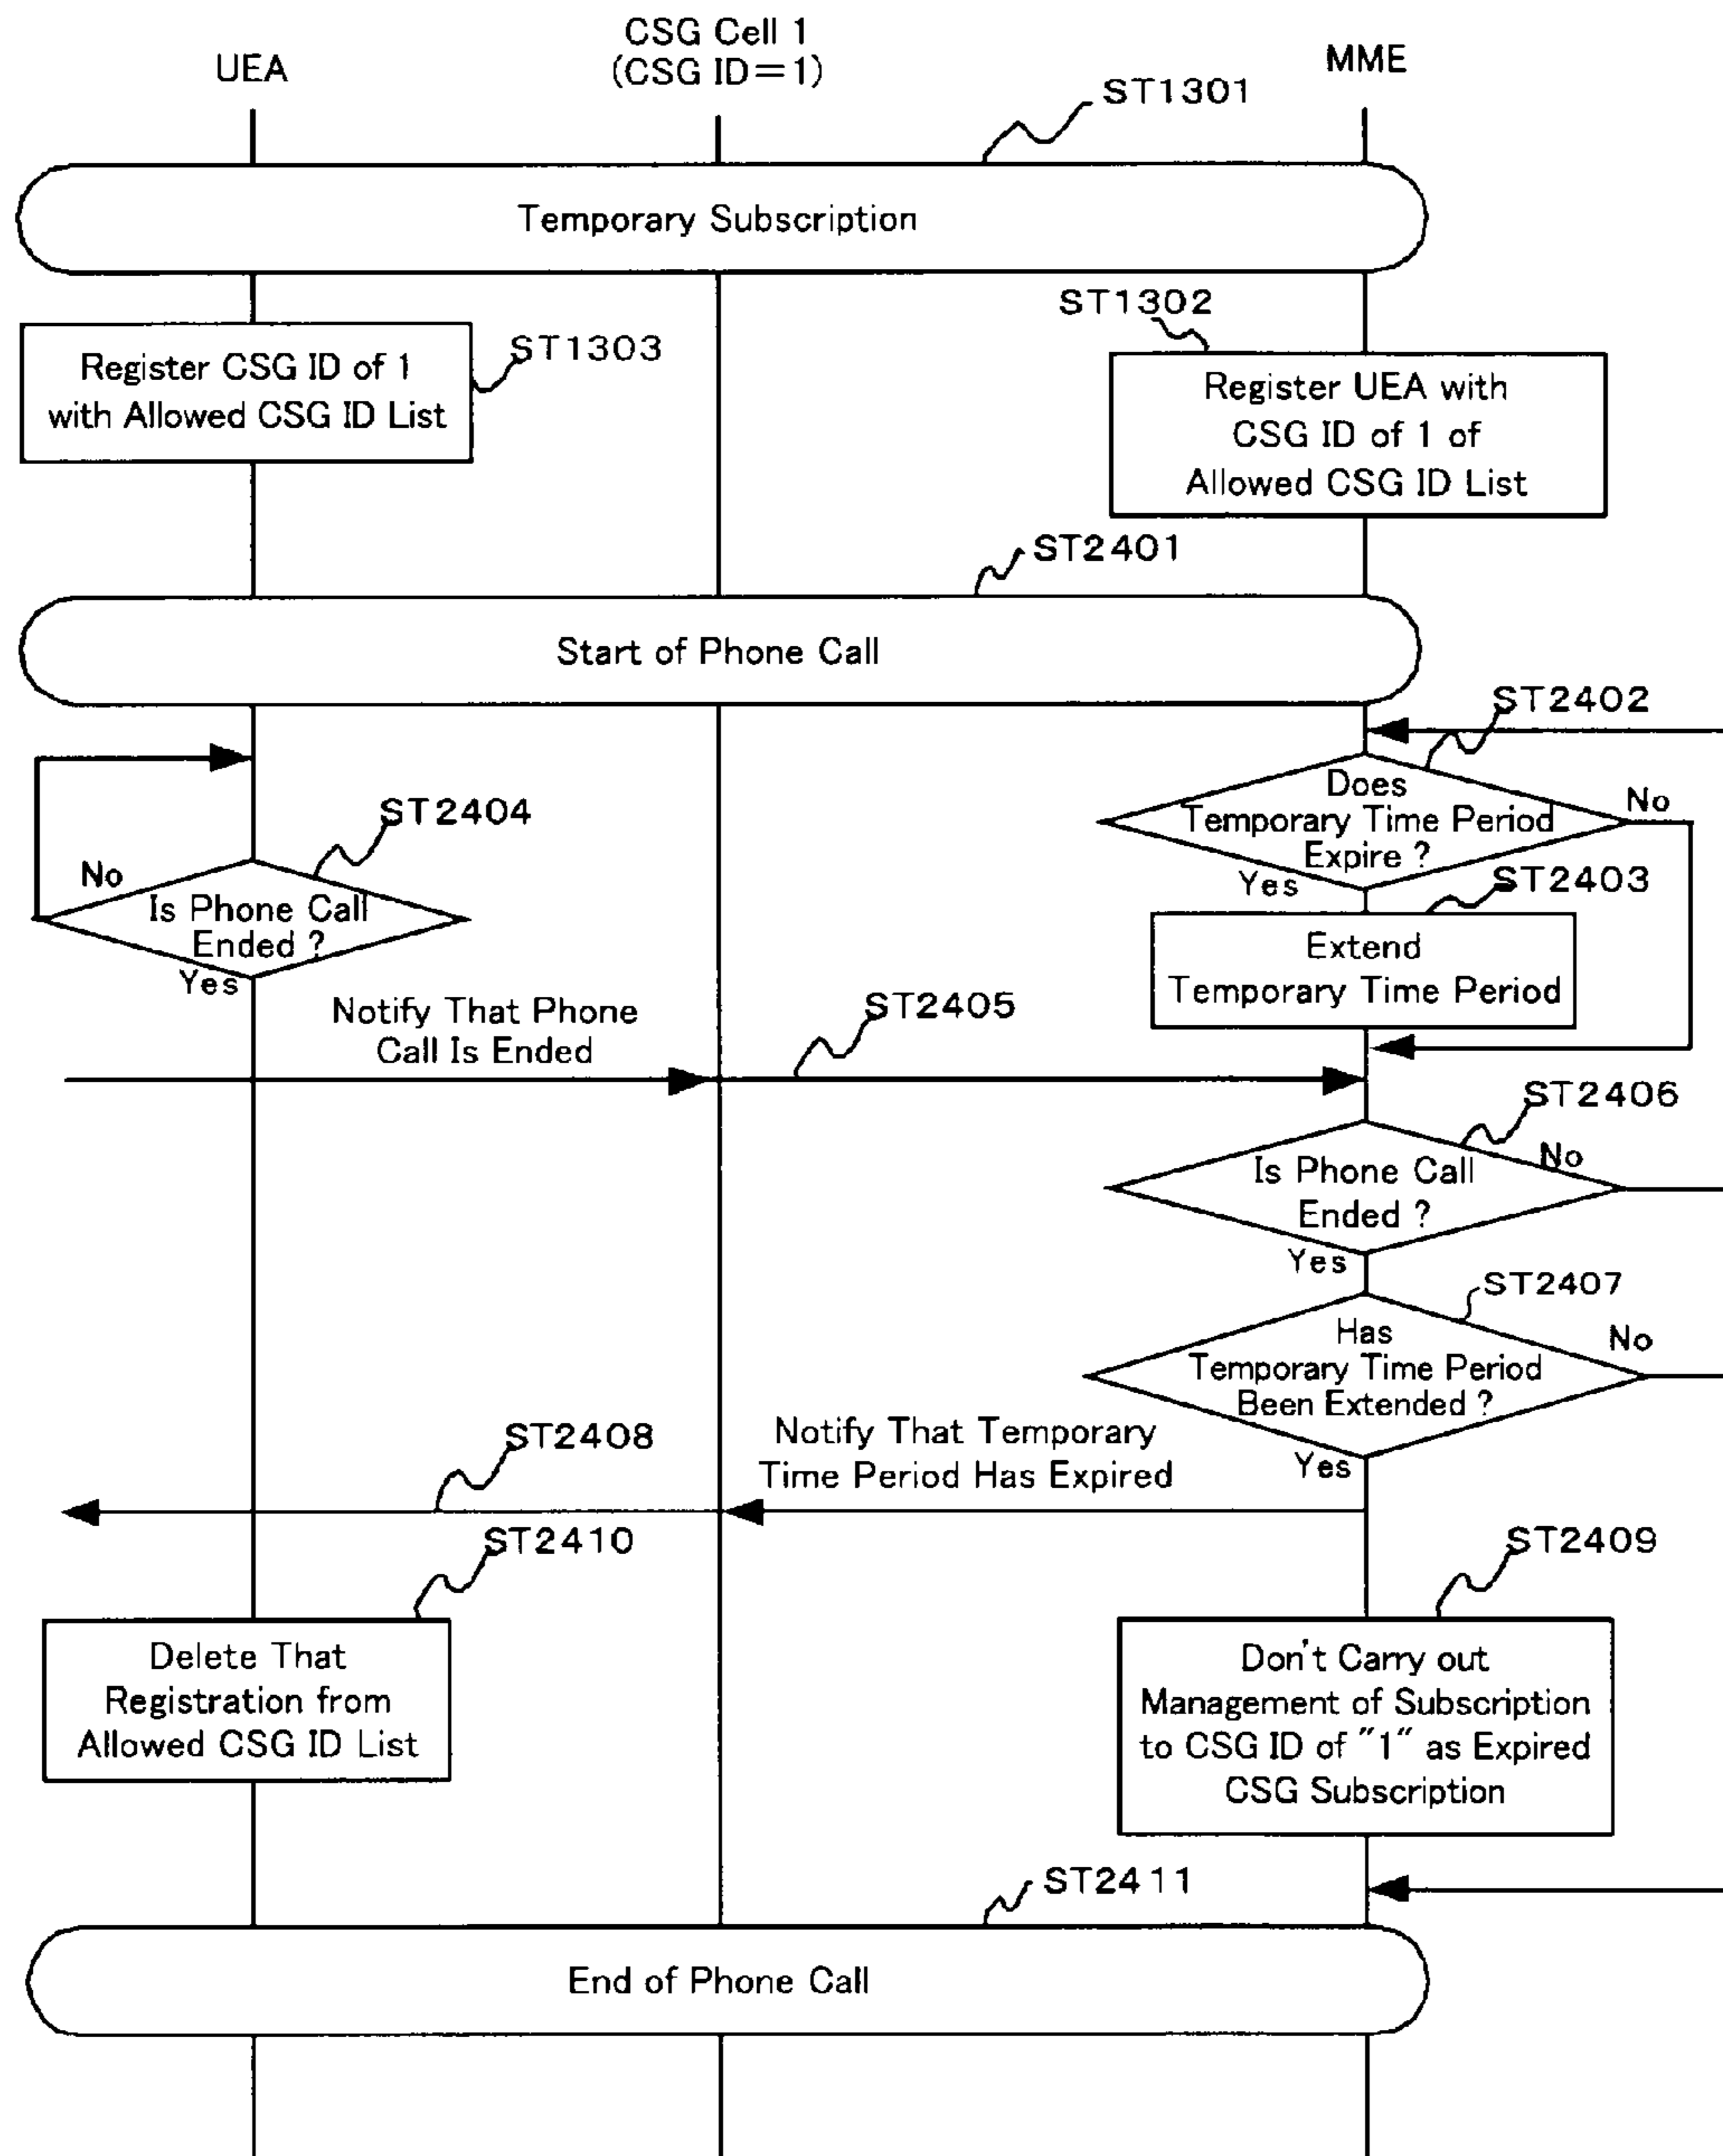 UEA
CSG Cell 1
(CSG ID=1)
MME
ST1301
Temporary Subscription
ST1302
ST1303
Register CSG ID of 1
with Allowed CSG ID List
Register UEA with
CSG ID of 1 of
Allowed CSG ID List
ST2401
Start of Phone Call
ST2402
Does
Temporary Time Period
Expire ?
No
Yes
ST2404
No
Is Phone Call
Ended ?
Yes
ST2403
Extend
Temporary Time Period
Notify That Phone
Call Is Ended
ST2405
ST2406
Is Phone Call
Ended ?
No
Yes
ST2407
Has
Temporary Time Period
Been Extended ?
No
Yes
ST2408
Notify That Temporary
Time Period Has Expired
ST2410
ST2409
Delete That
Registration from
Allowed CSG ID List
Don't Carry out
Management of Subscription
to CSG ID of "1" as Expired
CSG Subscription
ST2411
End of Phone Call